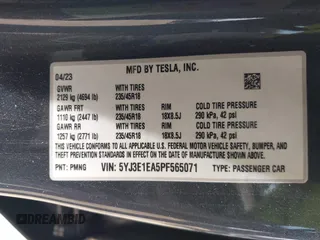 MFD BY TESLA, INC.
04/23
GVWR WITH TIRES
2129 kg (4694 lb) 235/45R18
GAWR FRT WITH TIRES RIM COLD TIRE PRESSURE
1110 kg (2447 lb) 235/45R18 18X8.5J 290 kPa, 42 psi
GAWR RR WITH TIRES RIM COLD TIRE PRESSURE
1257 kg (2771 lb) 235/45R18 18X8.5J 290 kPa, 42 psi
THIS VEHICLE CONFORMS TO ALL APPLICABLE FEDERAL MOTOR VEHICLE
SAFETY, BUMPER, AND THEFT PREVENTION STANDARDS IN
EFFECT ON THE DATE OF MANUFACTURE SHOWN ABOVE.
PNT: PMNG VIN: 5YJ3E1EA5PF565071 TYPE: PASSENGER CAR
DREAMBID